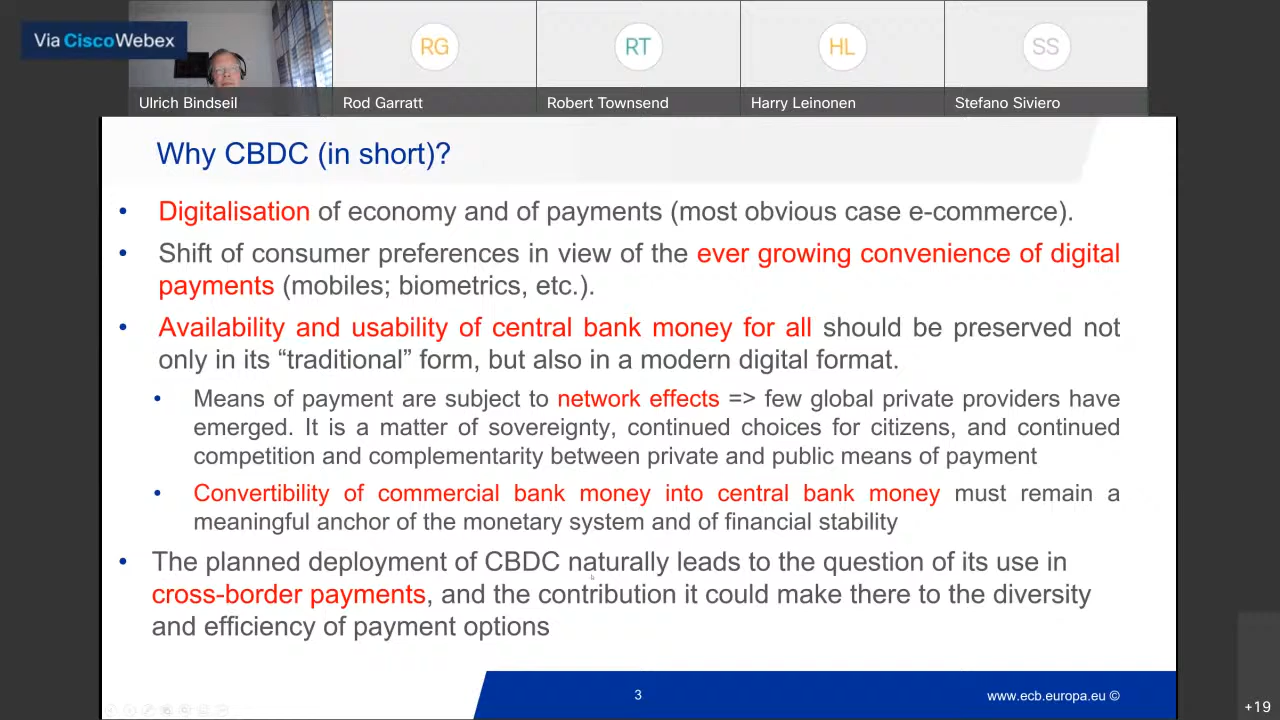 Via CiscoWebex
RG
RT
HL
SS
Ulrich Bindseil
Rod Garratt
Robert Townsend
Harry Leinonen
Stefano Siviero
Why CBDC (in short)?
• Digitalisation of economy and of payments (most obvious case e-commerce).
• Shift of consumer preferences in view of the ever growing convenience of digital
payments (mobiles; biometrics, etc.).
• Availability and usability of central bank money for all should be preserved not
only in its “traditional” form, but also in a modern digital format.
• Means of payment are subject to network effects => few global private providers have
emerged. It is a matter of sovereignty, continued choices for citizens, and continued
competition and complementarity between private and public means of payment
• Convertibility of commercial bank money into central bank money must remain a
meaningful anchor of the monetary system and of financial stability
• The planned deployment of CBDC naturally leads to the question of its use in
cross-border payments, and the contribution it could make there to the diversity
and efficiency of payment options
3
www.ecb.europa.eu ©
+19